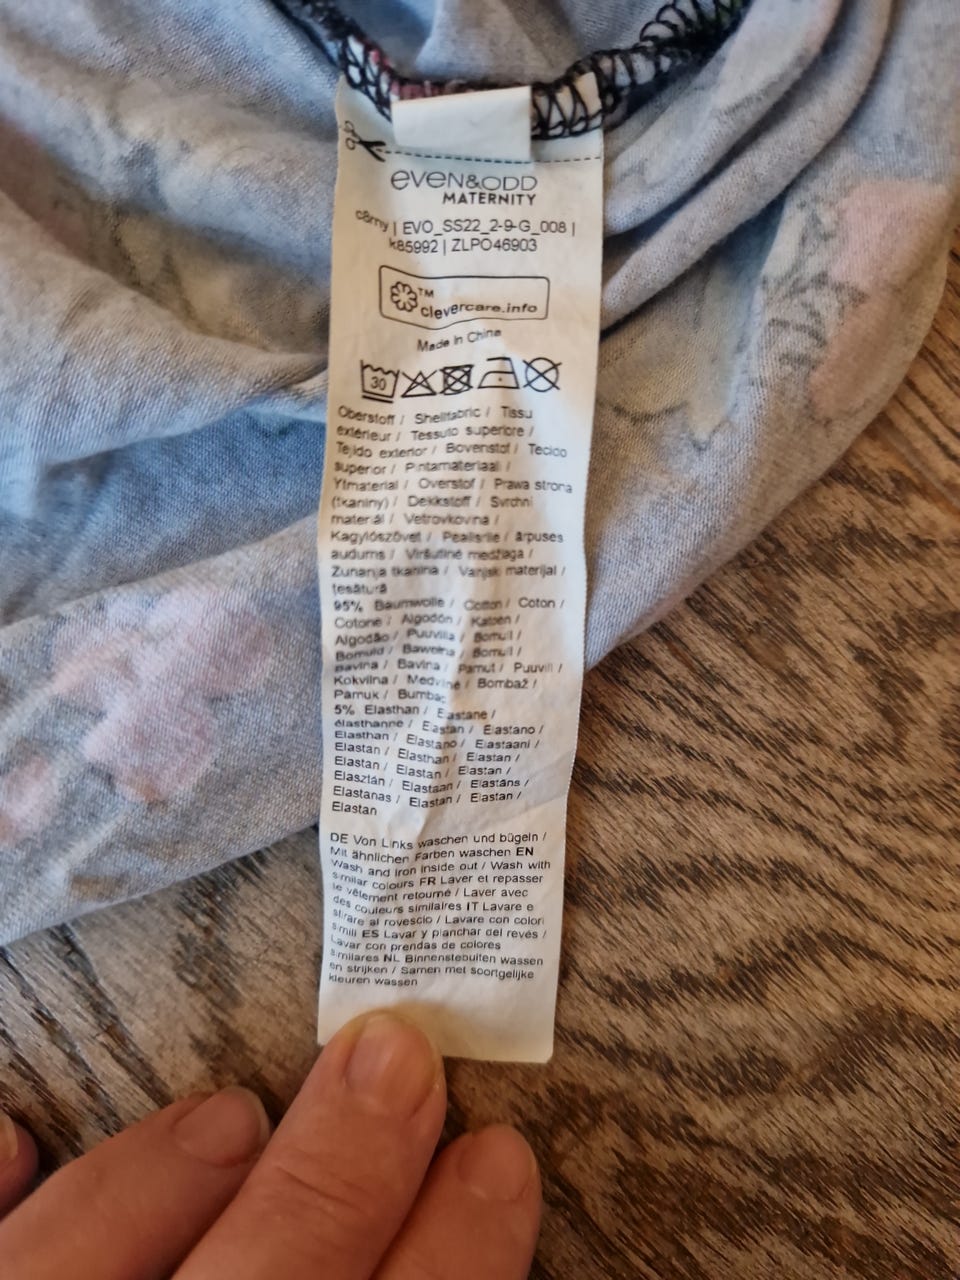 even&odd
MATERNITY
c8rny | EVO_SS22_2-9-G_008 |
k85992 | ZLPO46903
TM
clevercare.info
Made In China
30
Oberstoff / Shellfabric / Tissu
extérieur / Tessuto superiore /
Tejido exterior / Bovenstof / Tecido
superior / Pintamateriaali /
Ytmaterial / Overstof / Prawa strona
(tkaniny) / Dekkstoff / Svrchní
materiál / Vetrovkovina /
Kagylószövet / Pealisriie / ārpuses
audums / Viršutinė medžiaga /
Zunanja tkanina / Vanjski materijal /
țesătură
95% Baumwolle / Cotton / Coton /
Cotone / Algodón / Katoen /
Algodão / Puuvilla / Bomull /
Bomuld / Bawełna / Bomull /
Bavlna / Bavlna / Pamut / Puuvill /
Kokvilna / Medvilnė / Bombaž /
Pamuk / Bumbac
5% Elasthan / Elastane /
élasthanne / Elastan / Elastano /
Elasthan / Elastano / Elastaani /
Elastan / Elasthan / Elastan /
Elastan / Elastan / Elastan /
Elasztán / Elastaan / Elastāns /
Elastanas / Elastan / Elastan /
Elastan
DE Von Links waschen und bügeln /
Mit ähnlichen Farben waschen EN
Wash and Iron inside out / Wash with
similar colours FR Laver et repasser
le vêtement retourné / Laver avec
des couleurs similaires IT Lavare e
stirare al rovescio / Lavare con colori
simili ES Lavar y planchar del revés /
Lavar con prendas de colores
similares NL Binnenstebuiten wassen
en strijken / Samen met soortgelijke
kleuren wassen